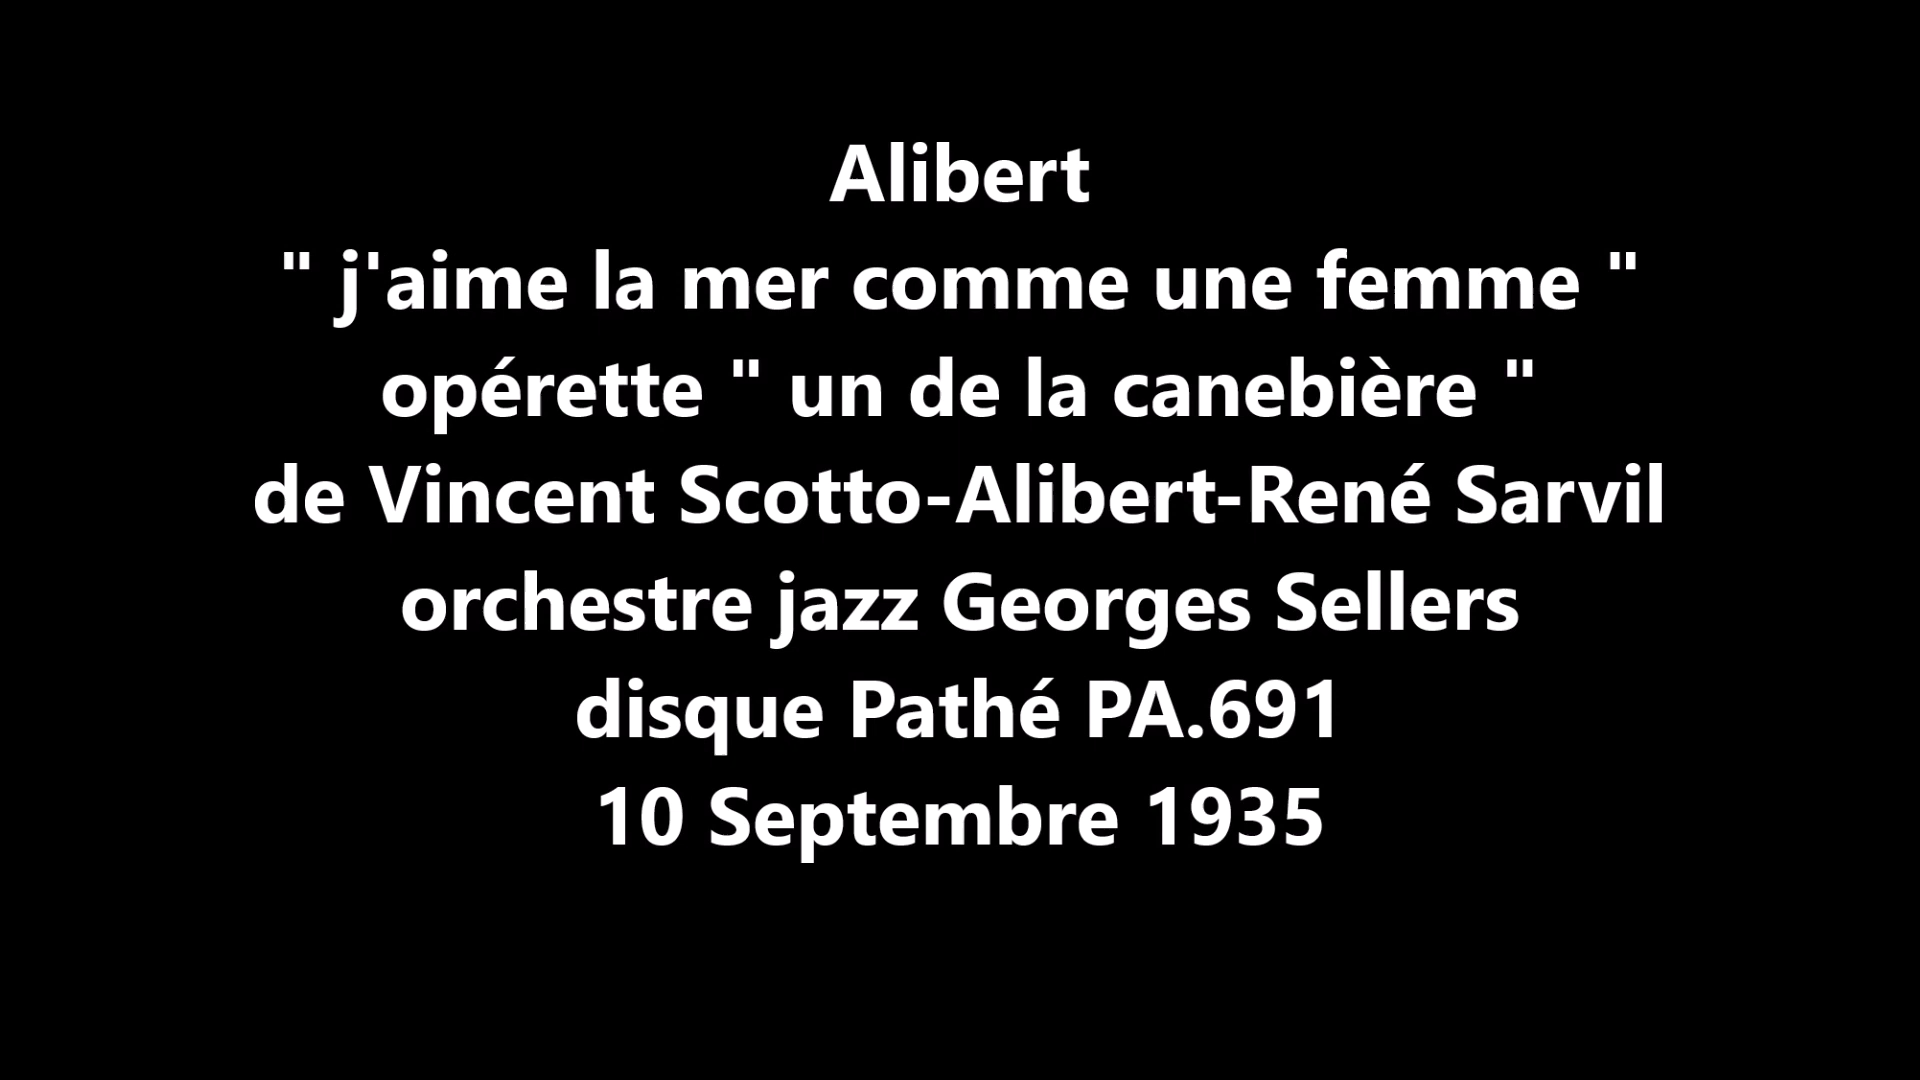 Alibert
" j'aime la mer comme une femme "
opérette " un de la canebière "
de Vincent Scotto-Alibert-René Sarvil
orchestre jazz Georges Sellers
disque Pathé PA.691
10 Septembre 1935